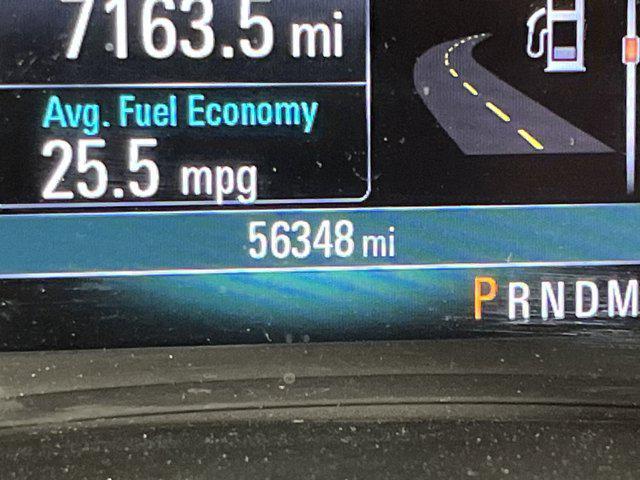 7163.5 mi
Avg. Fuel Economy
25.5 mpg
56348 mi
PRNDM